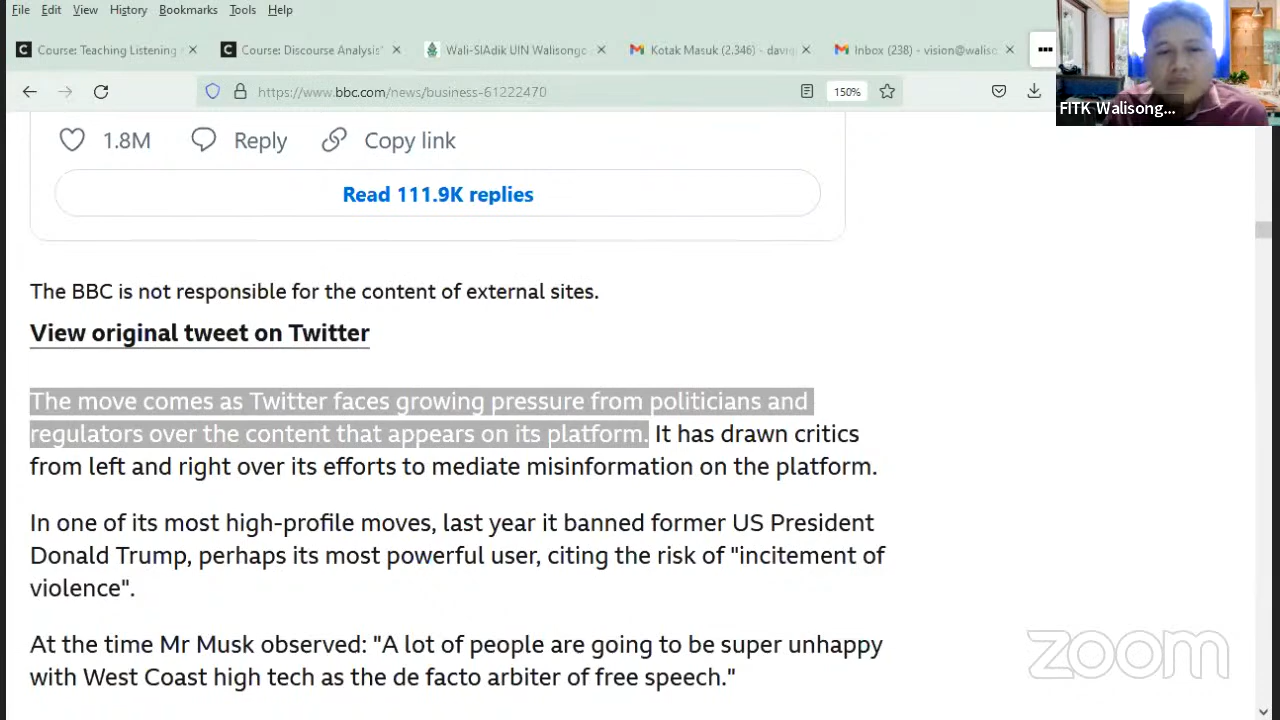 File Edit View History Bookmarks Tools Help
Course: Teaching Listening
Course: Discourse Analysis"
Wali-SIAdik UIN Walisongo
Kotak Masuk (2.346) -
Inbox (238) - vision@waliso
https://www.bbc.com/news/business-61222470
150%
FITK Walisong...
1.8M Reply Copy link
Read 111.9K replies
The BBC is not responsible for the content of external sites.
View original tweet on Twitter
The move comes as Twitter faces growing pressure from politicians and
regulators over the content that appears on its platform. It has drawn critics
from left and right over its efforts to mediate misinformation on the platform.
In one of its most high-profile moves, last year it banned former US President
Donald Trump, perhaps its most powerful user, citing the risk of "incitement of
violence".
At the time Mr Musk observed: "A lot of people are going to be super unhappy
with West Coast high tech as the de facto arbiter of free speech."
zoom